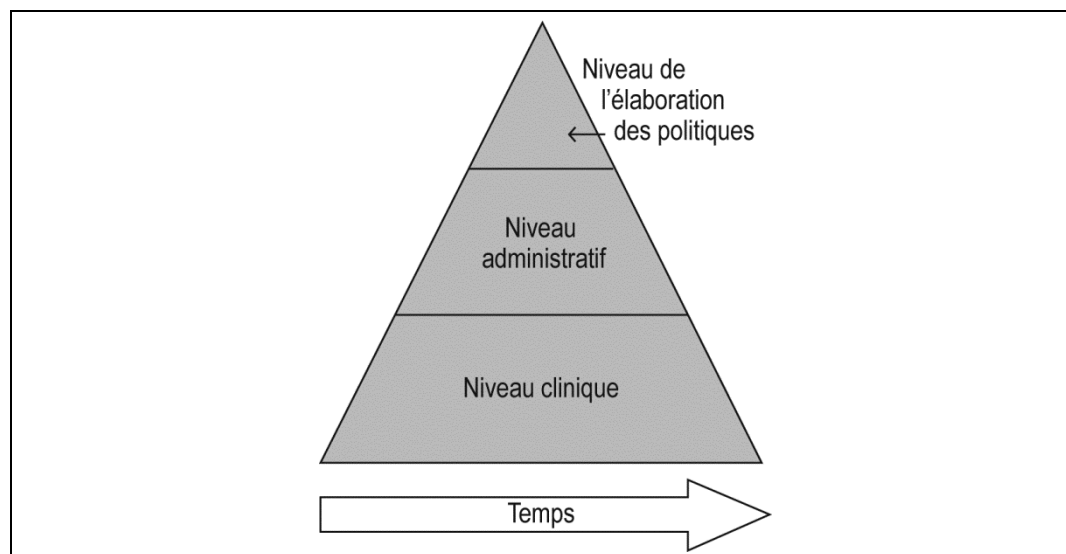 Niveau de
l’élaboration
des politiques
Niveau
administratif
Niveau clinique
Temps